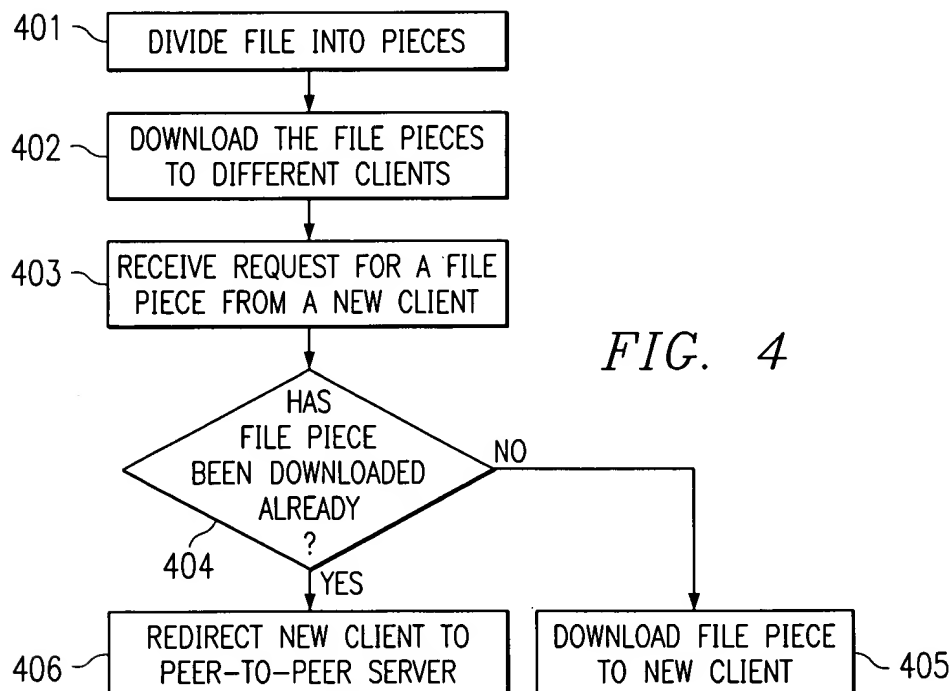 401
DIVIDE FILE INTO PIECES
402
DOWNLOAD THE FILE PIECES
TO DIFFERENT CLIENTS
403
RECEIVE REQUEST FOR A FILE
PIECE FROM A NEW CLIENT
FIG. 4
HAS
FILE PIECE
BEEN DOWNLOADED
ALREADY
?
NO
404
YES
406
REDIRECT NEW CLIENT TO
PEER-TO-PEER SERVER
DOWNLOAD FILE PIECE
TO NEW CLIENT
405